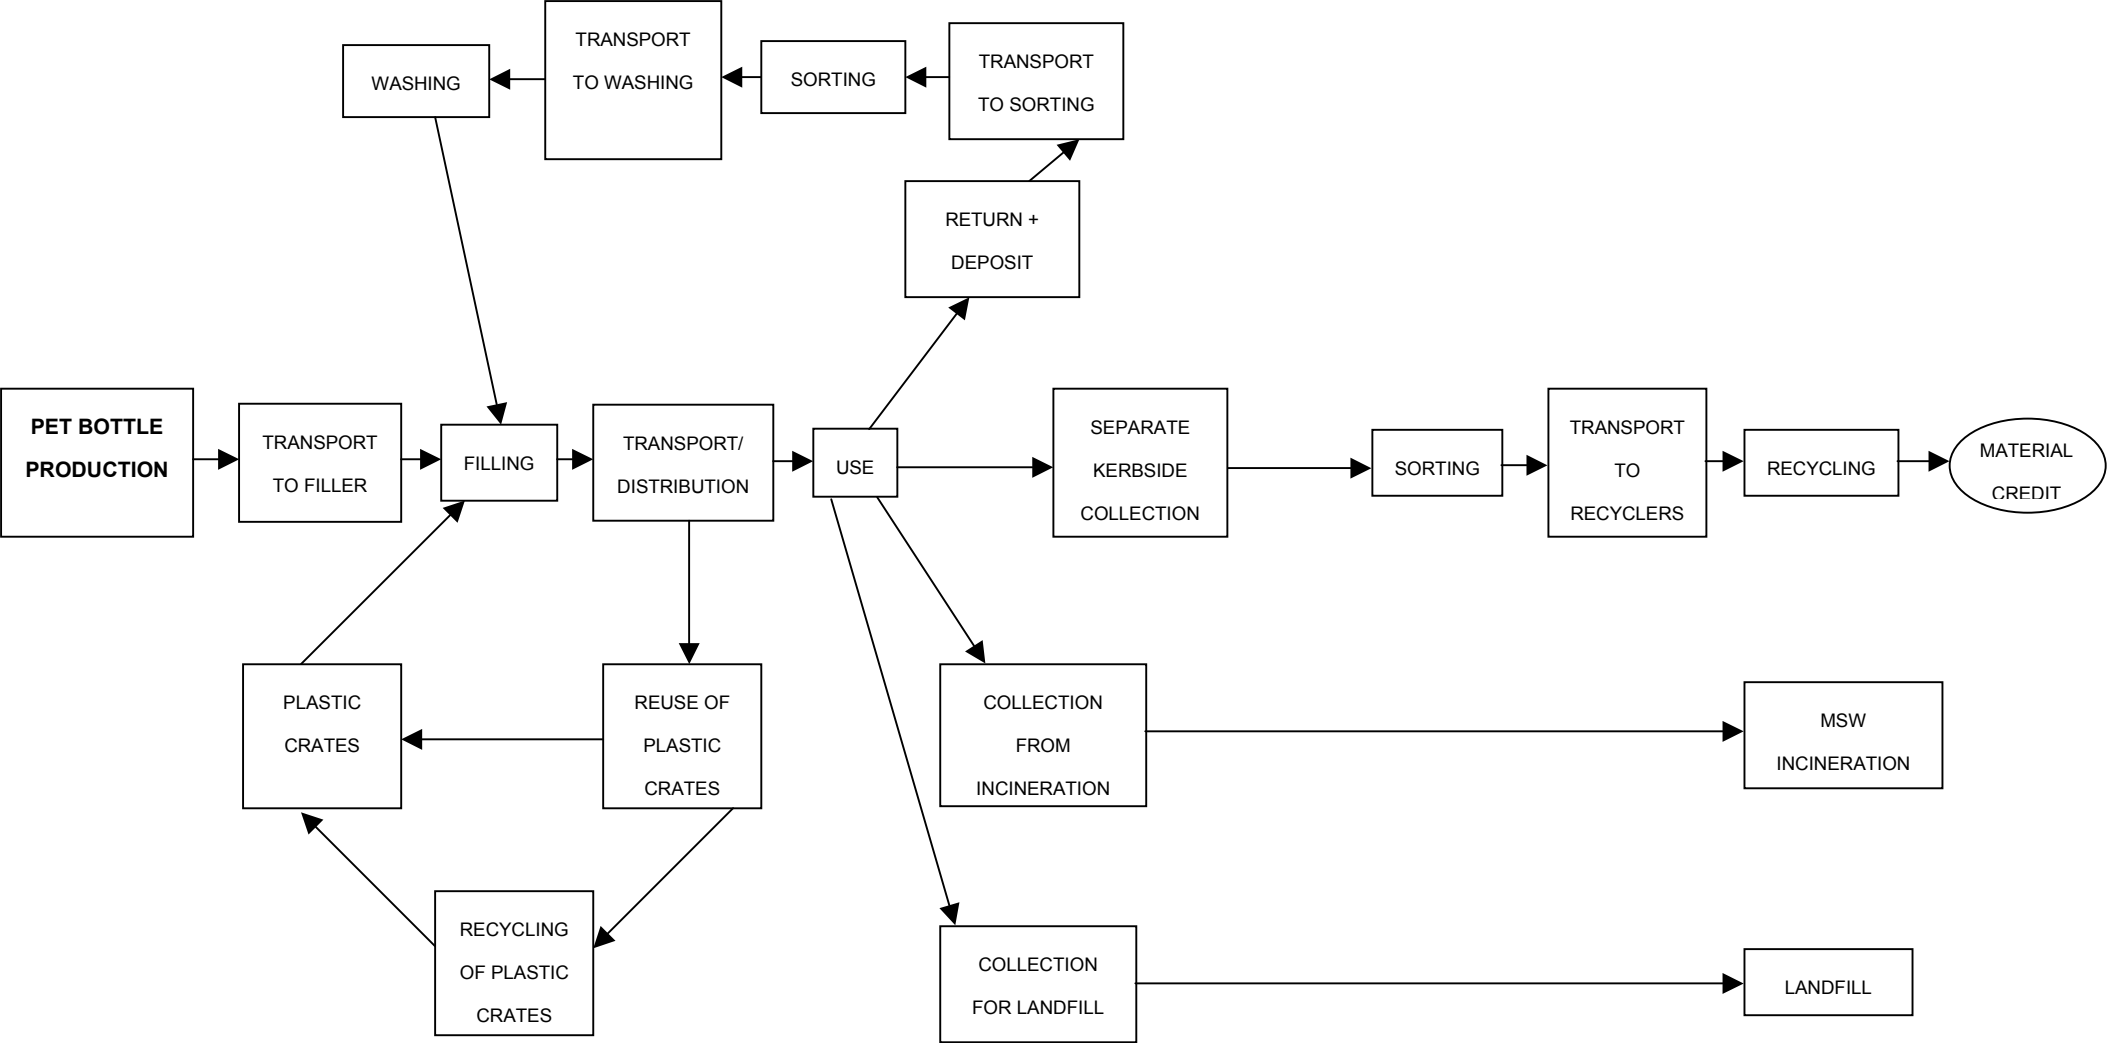 TRANSPORT
TO WASHING
WASHING
SORTING
TRANSPORT
TO SORTING
RETURN +
DEPOSIT
PET BOTTLE
PRODUCTION
TRANSPORT
TO FILLER
FILLING
TRANSPORT/
DISTRIBUTION
USE
SEPARATE
KERBSIDE
COLLECTION
SORTING
TRANSPORT
TO
RECYCLERS
RECYCLING
MATERIAL
CREDIT
PLASTIC
CRATES
REUSE OF
PLASTIC
CRATES
COLLECTION
FROM
INCINERATION
MSW
INCINERATION
RECYCLING
OF PLASTIC
CRATES
COLLECTION
FOR LANDFILL
LANDFILL